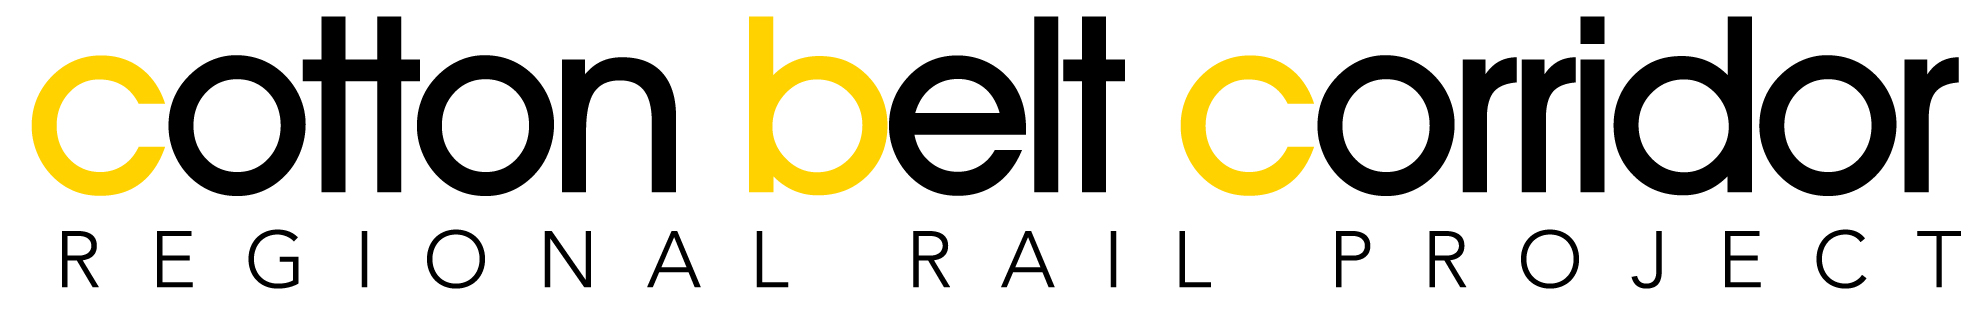 cotton belt corridor
REGIONAL RAIL PROJECT